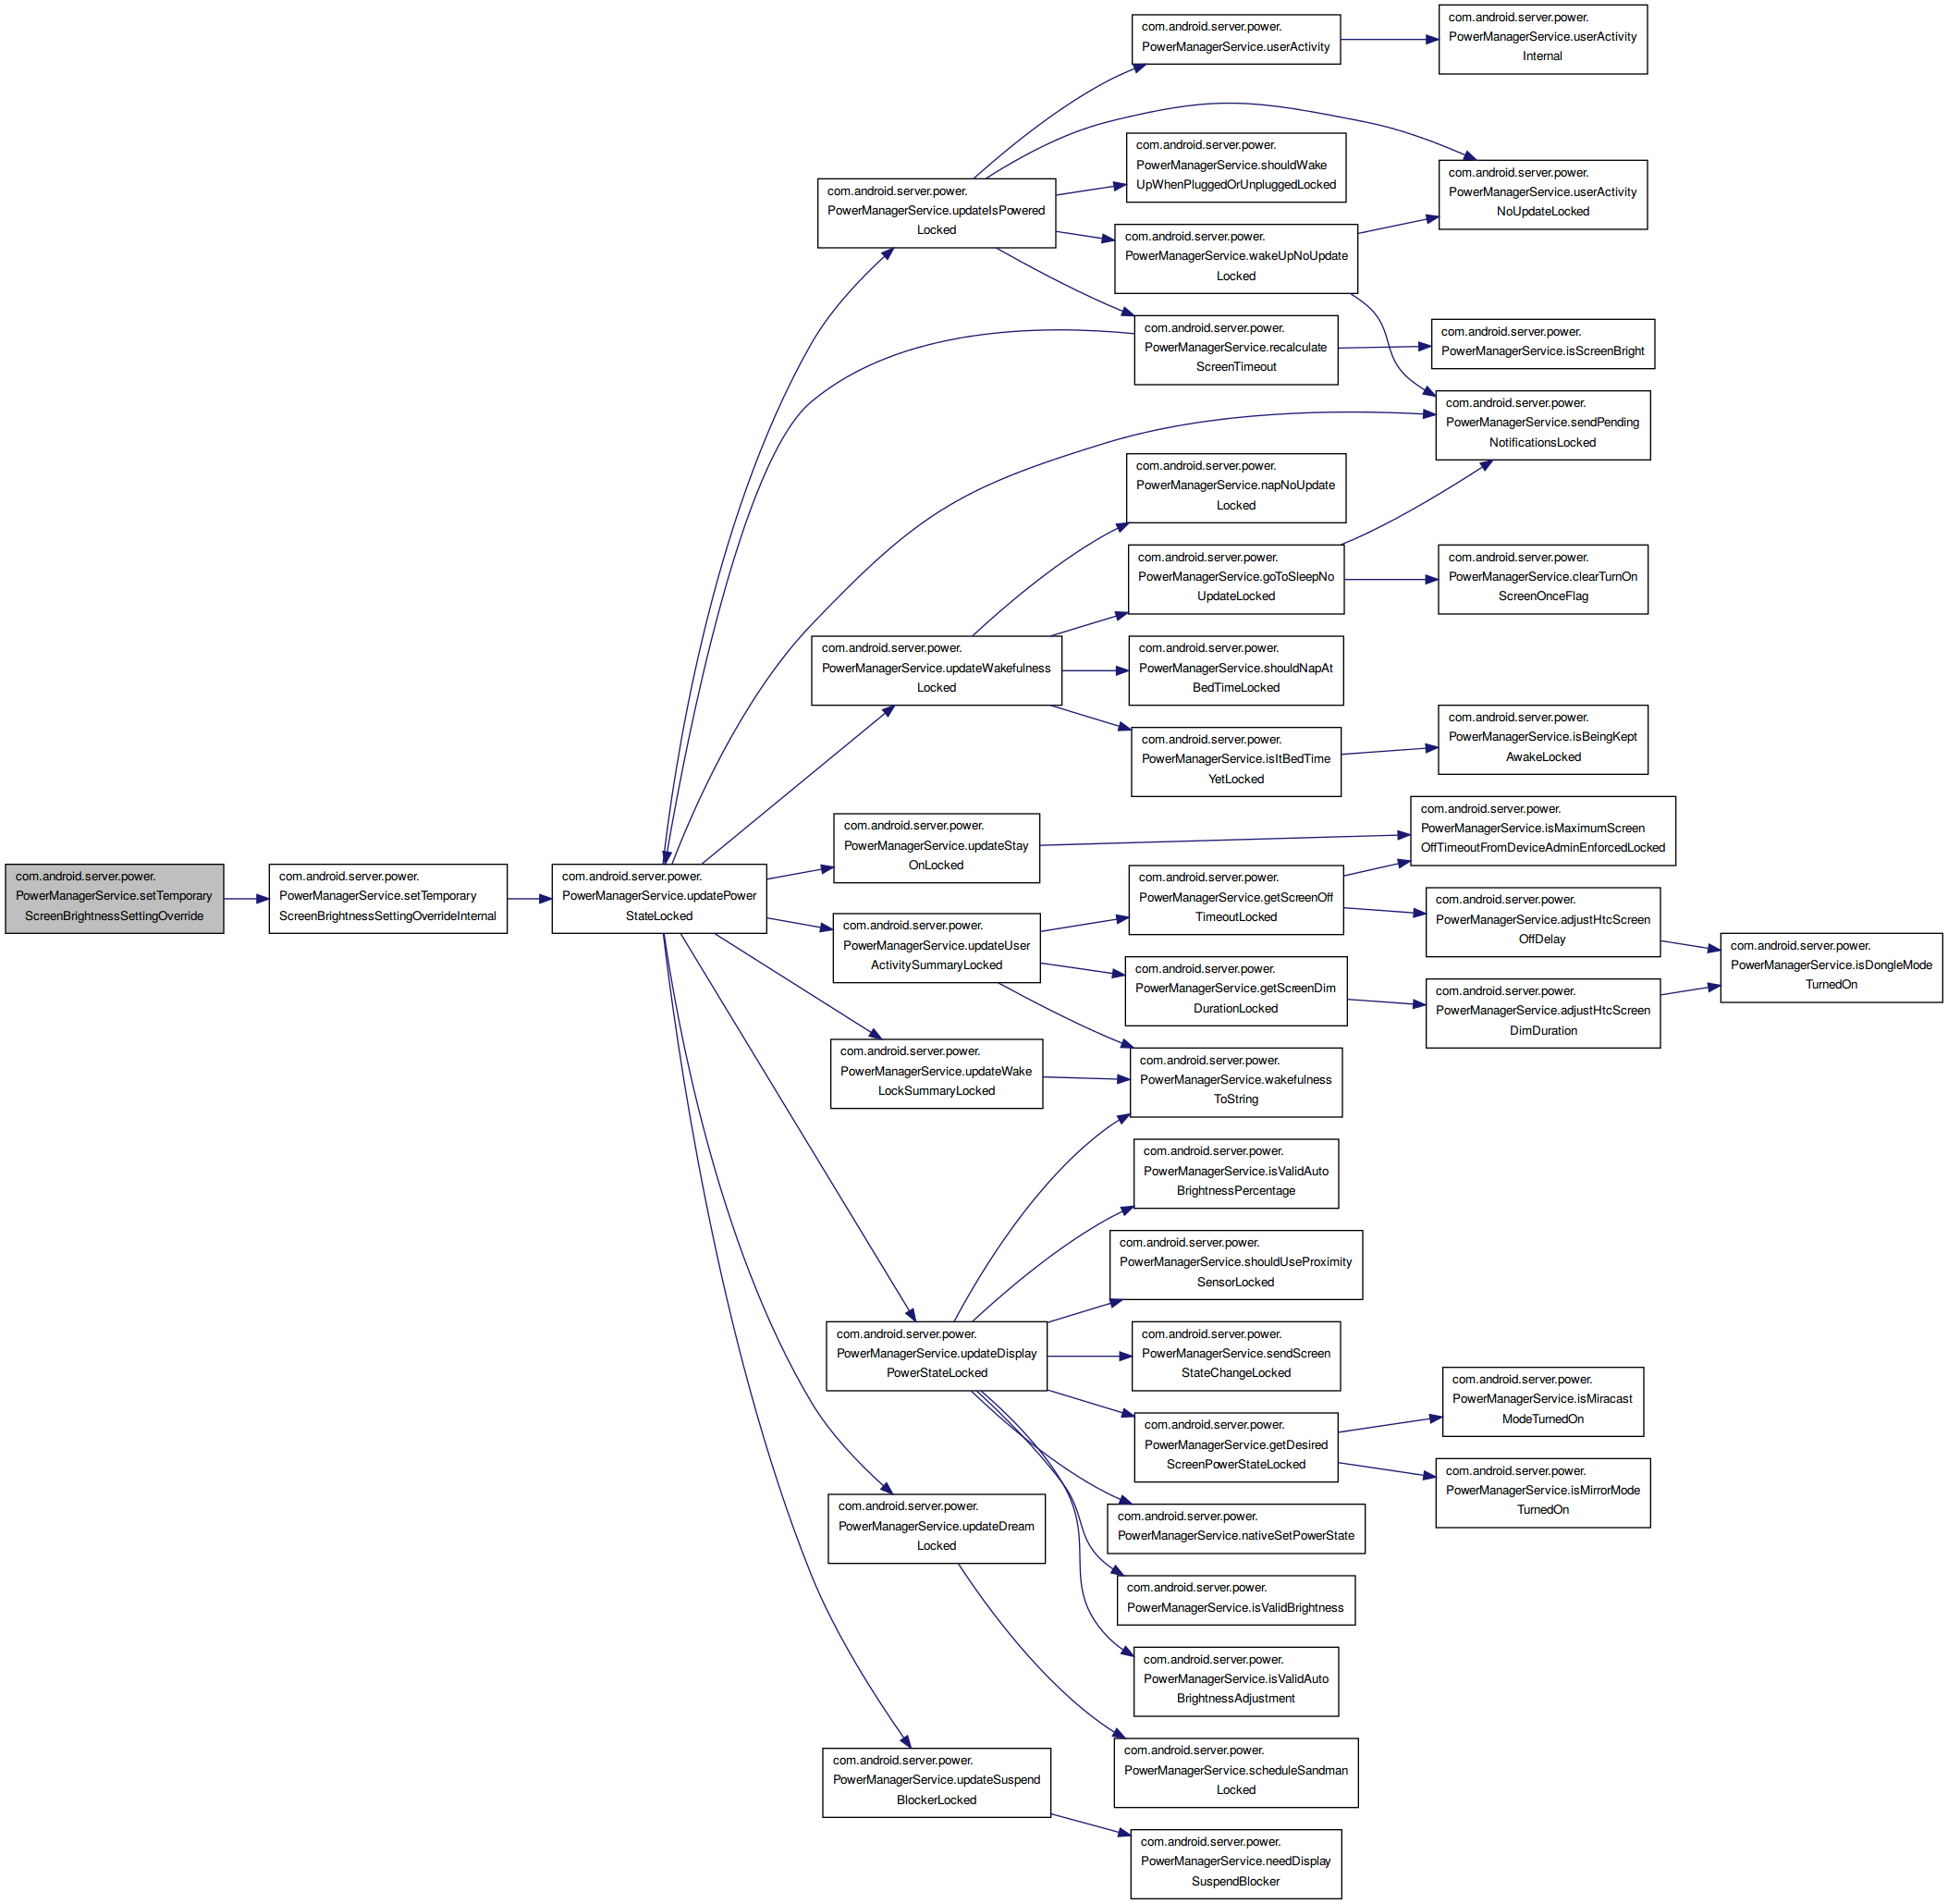 com.android.server.power.
PowerManagerService.setTemporary
ScreenBrightnessSettingOverride
com.android.server.power.
PowerManagerService.setTemporary
ScreenBrightnessSettingOverrideInternal
com.android.server.power.
PowerManagerService.updatePower
StateLocked
com.android.server.power.
PowerManagerService.updateIsPowered
Locked
com.android.server.power.
PowerManagerService.updateWakefulness
Locked
com.android.server.power.
PowerManagerService.updateStay
OnLocked
com.android.server.power.
PowerManagerService.updateUser
ActivitySummaryLocked
com.android.server.power.
PowerManagerService.updateWake
LockSummaryLocked
com.android.server.power.
PowerManagerService.updateDisplay
PowerStateLocked
com.android.server.power.
PowerManagerService.updateDream
Locked
com.android.server.power.
PowerManagerService.updateSuspend
BlockerLocked
com.android.server.power.
PowerManagerService.userActivity
com.android.server.power.
PowerManagerService.shouldWake
UpWhenPluggedOrUnpluggedLocked
com.android.server.power.
PowerManagerService.wakeUpNoUpdate
Locked
com.android.server.power.
PowerManagerService.recalculate
ScreenTimeout
com.android.server.power.
PowerManagerService.napNoUpdate
Locked
com.android.server.power.
PowerManagerService.goToSleepNo
UpdateLocked
com.android.server.power.
PowerManagerService.shouldNapAt
BedTimeLocked
com.android.server.power.
PowerManagerService.isItBedTime
YetLocked
com.android.server.power.
PowerManagerService.getScreenOff
TimeoutLocked
com.android.server.power.
PowerManagerService.getScreenDim
DurationLocked
com.android.server.power.
PowerManagerService.wakefulness
ToString
com.android.server.power.
PowerManagerService.isValidAuto
BrightnessPercentage
com.android.server.power.
PowerManagerService.shouldUseProximity
SensorLocked
com.android.server.power.
PowerManagerService.sendScreen
StateChangeLocked
com.android.server.power.
PowerManagerService.getDesired
ScreenPowerStateLocked
com.android.server.power.
PowerManagerService.nativeSetPowerState
com.android.server.power.
PowerManagerService.isValidBrightness
com.android.server.power.
PowerManagerService.isValidAuto
BrightnessAdjustment
com.android.server.power.
PowerManagerService.scheduleSandman
Locked
com.android.server.power.
PowerManagerService.needDisplay
SuspendBlocker
com.android.server.power.
PowerManagerService.userActivity
Internal
com.android.server.power.
PowerManagerService.userActivity
NoUpdateLocked
com.android.server.power.
PowerManagerService.isScreenBright
com.android.server.power.
PowerManagerService.sendPending
NotificationsLocked
com.android.server.power.
PowerManagerService.clearTurnOn
ScreenOnceFlag
com.android.server.power.
PowerManagerService.isBeingKept
AwakeLocked
com.android.server.power.
PowerManagerService.isMaximumScreen
OffTimeoutFromDeviceAdminEnforcedLocked
com.android.server.power.
PowerManagerService.adjustHtcScreen
OffDelay
com.android.server.power.
PowerManagerService.adjustHtcScreen
DimDuration
com.android.server.power.
PowerManagerService.isMiracast
ModeTurnedOn
com.android.server.power.
PowerManagerService.isMirrorMode
TurnedOn
com.android.server.power.
PowerManagerService.isDongleMode
TurnedOn